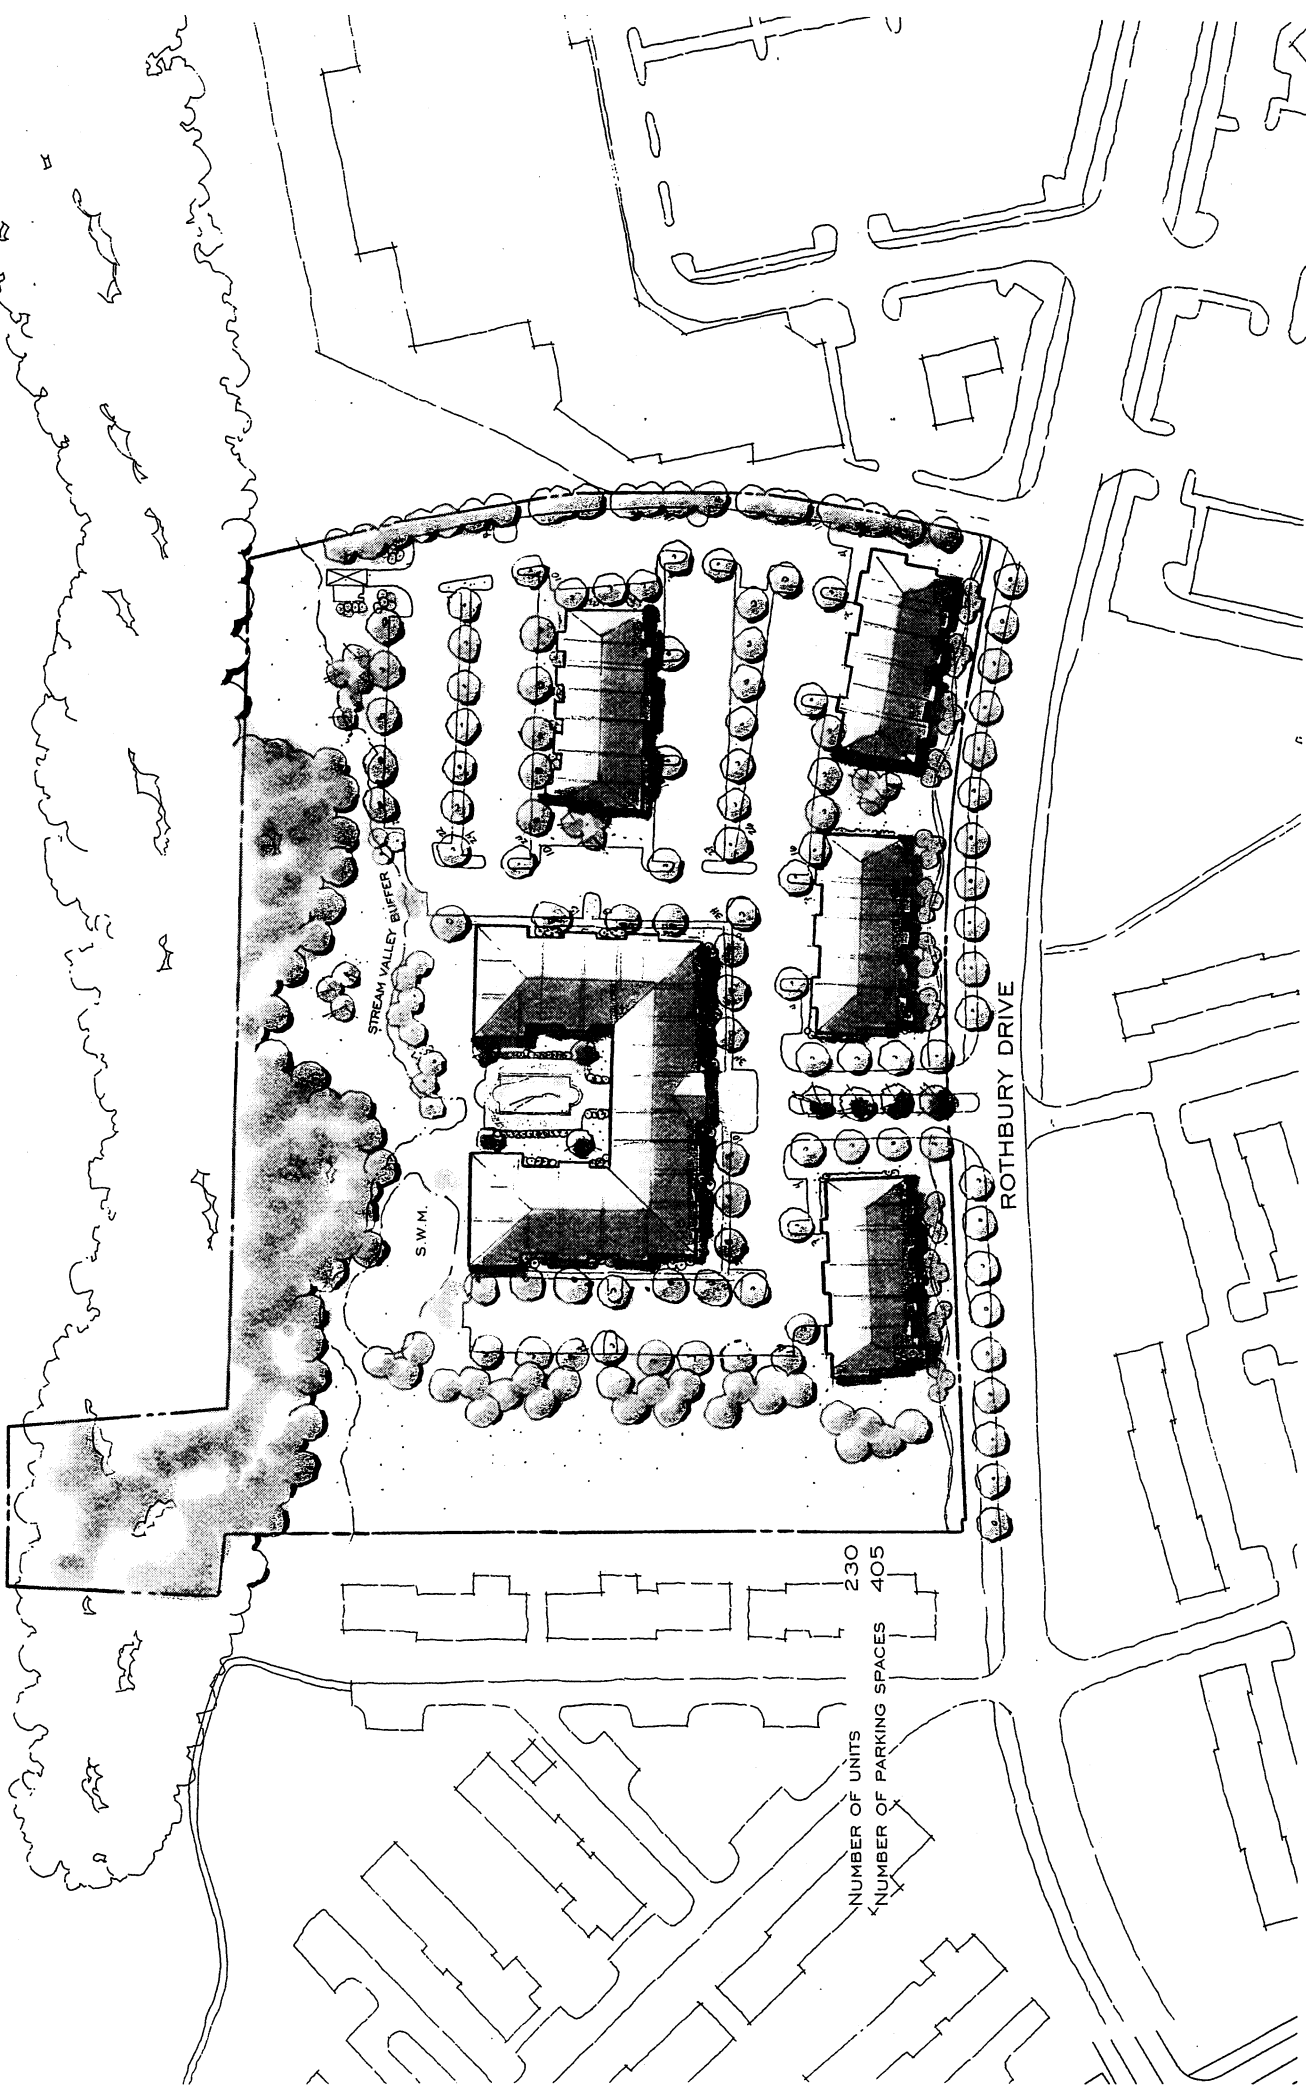 STREAM VALLEY BUFFER
S.W.M.
ROTHBURY DRIVE
NUMBER OF UNITS 230
NUMBER OF PARKING SPACES 405